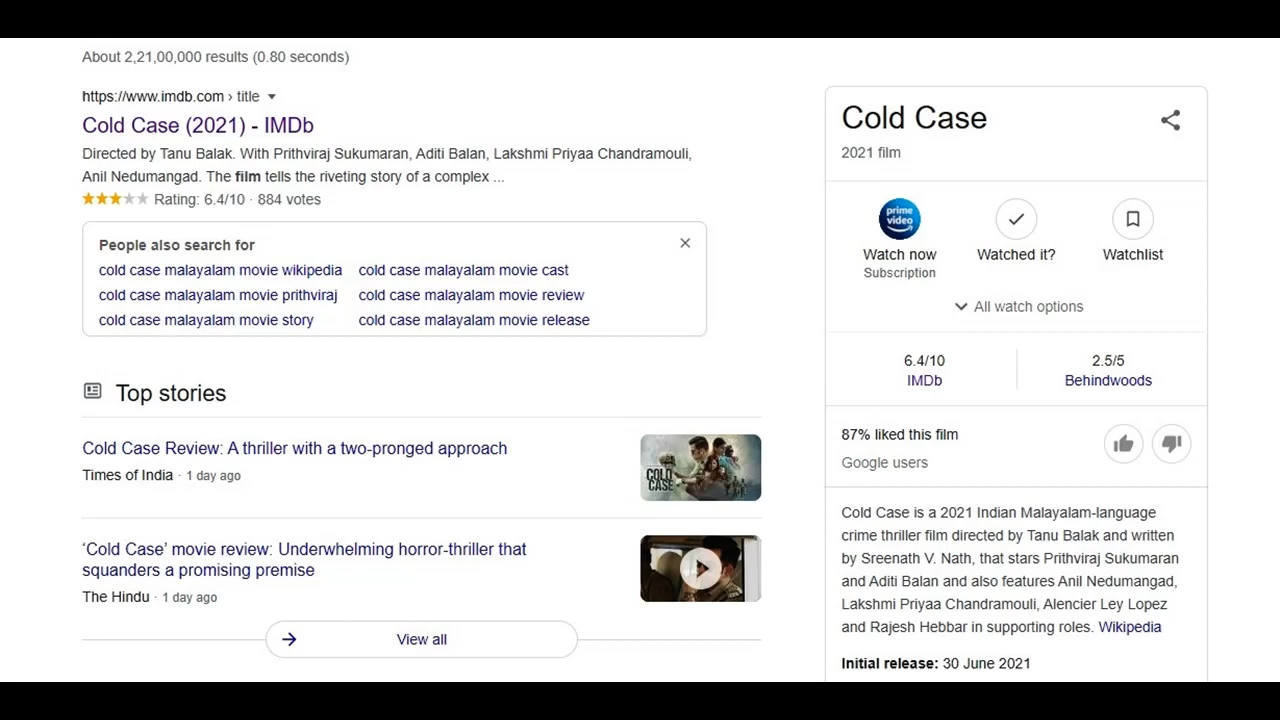 About 2,21,00,000 results (0.80 seconds)
https://www.imdb.com › title
Cold Case (2021) - IMDb
Directed by Tanu Balak. With Prithviraj Sukumaran, Aditi Balan, Lakshmi Priyaa Chandramouli,
Anil Nedumangad. The film tells the riveting story of a complex ...
Rating: 6.4/10 · 884 votes
People also search for
cold case malayalam movie wikipedia
cold case malayalam movie cast
cold case malayalam movie prithviraj
cold case malayalam movie review
cold case malayalam movie story
cold case malayalam movie release
Top stories
Cold Case Review: A thriller with a two-pronged approach
Times of India · 1 day ago
COLD
CASE
‘Cold Case’ movie review: Underwhelming horror-thriller that
squanders a promising premise
The Hindu · 1 day ago
View all
Cold Case
2021 film
prime
video
Watch now
Subscription
Watched it?
Watchlist
All watch options
6.4/10
IMDb
2.5/5
Behindwoods
87% liked this film
Google users
Cold Case is a 2021 Indian Malayalam-language
crime thriller film directed by Tanu Balak and written
by Sreenath V. Nath, that stars Prithviraj Sukumaran
and Aditi Balan and also features Anil Nedumangad,
Lakshmi Priyaa Chandramouli, Alencier Ley Lopez
and Rajesh Hebbar in supporting roles. Wikipedia
Initial release: 30 June 2021